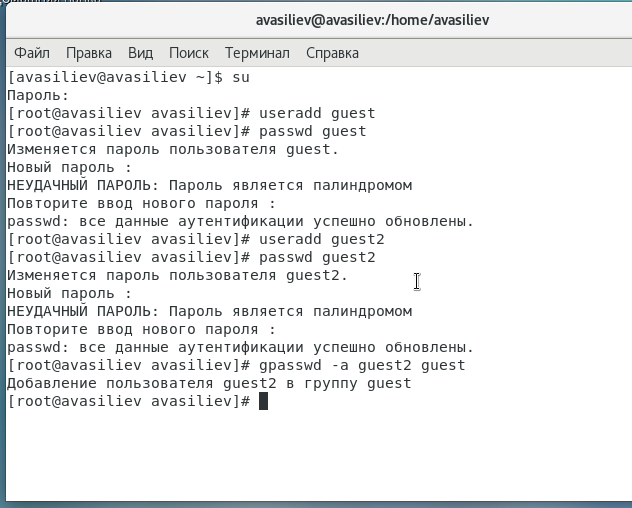 avasiliev@avasiliev:/home/avasiliev
Файл Правка Вид Поиск Терминал Справка
[avasiliev@avasiliev ~]$ su
Пароль:
[root@avasiliev avasiliev]# useradd guest
[root@avasiliev avasiliev]# passwd guest
Изменяется пароль пользователя guest.
Новый пароль :
НЕУДАЧНЫЙ ПАРОЛЬ: Пароль является палиндромом
Повторите ввод нового пароля :
passwd: все данные аутентификации успешно обновлены.
[root@avasiliev avasiliev]# useradd guest2
[root@avasiliev avasiliev]# passwd guest2
Изменяется пароль пользователя guest2.
Новый пароль :
НЕУДАЧНЫЙ ПАРОЛЬ: Пароль является палиндромом
Повторите ввод нового пароля :
passwd: все данные аутентификации успешно обновлены.
[root@avasiliev avasiliev]# gpasswd -a guest2 guest
Добавление пользователя guest2 в группу guest
[root@avasiliev avasiliev]#